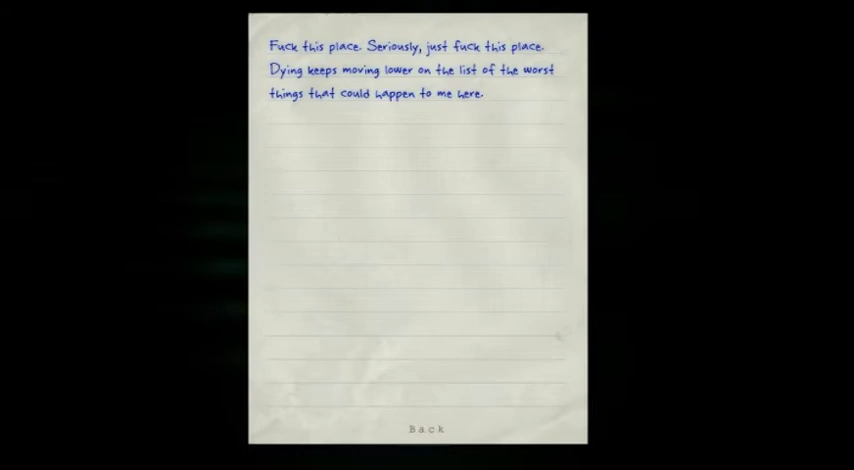 Fuck this place. Seriously, just fuck this place.
Dying keeps moving lower on the list of the worst
things that could happen to me here.
Back